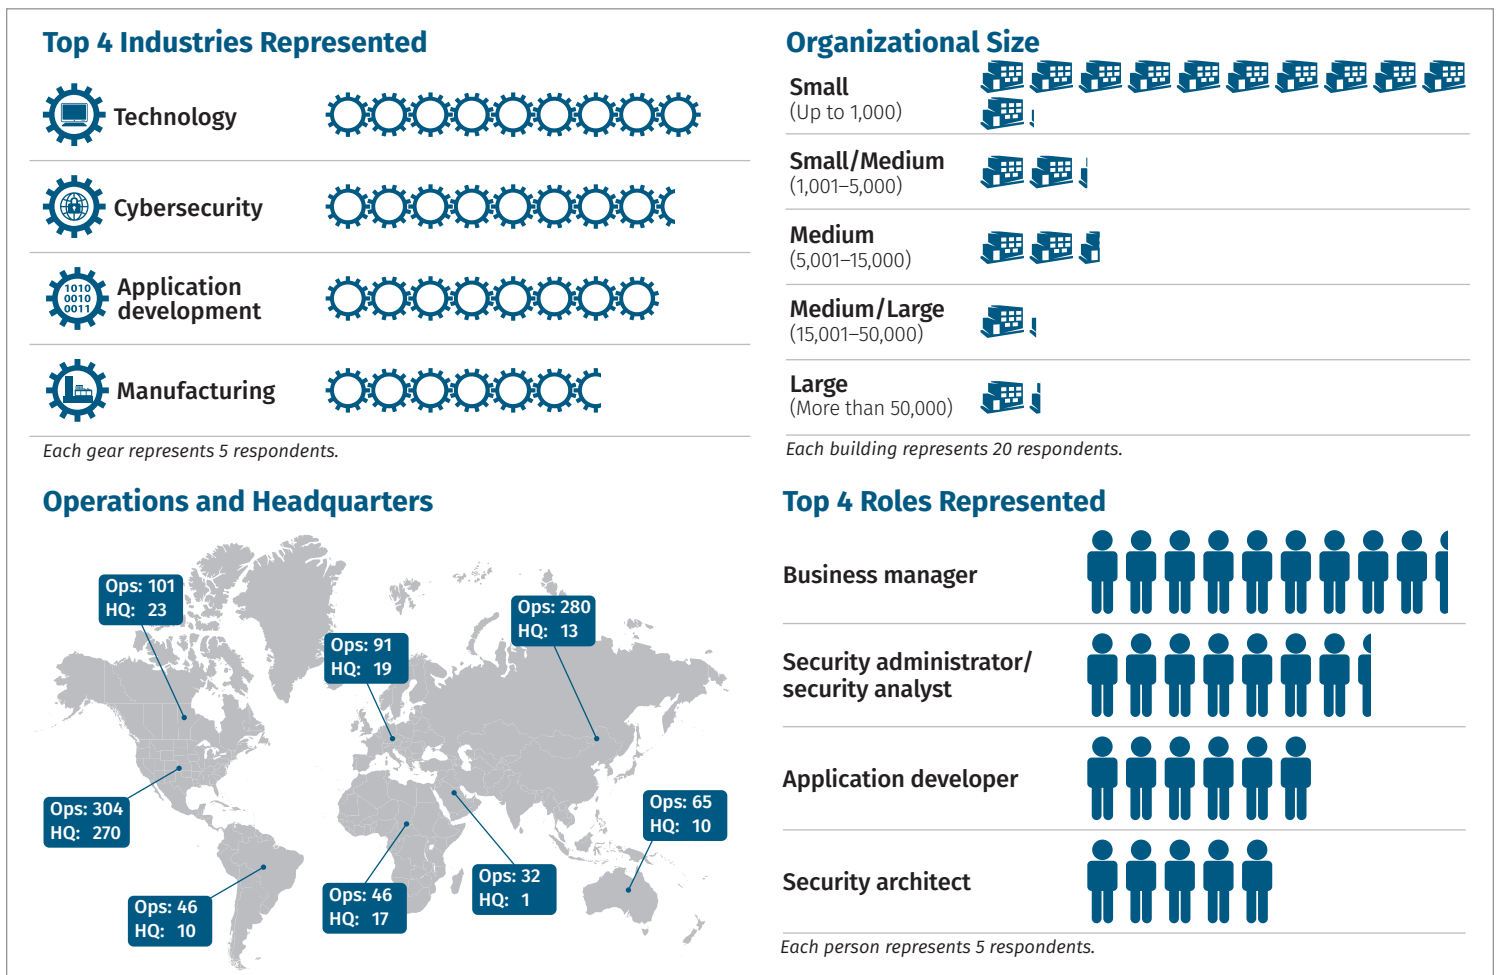 Top 4 Industries Represented
Technology
Cybersecurity
1010
0010
0011
Application
development
Manufacturing
Each gear represents 5 respondents.
Organizational Size
Small
(Up to 1,000)
Small/Medium
(1,001–5,000)
Medium
(5,001–15,000)
Medium/Large
(15,001–50,000)
Large
(More than 50,000)
Each building represents 20 respondents.
Operations and Headquarters
Ops: 101
HQ: 23
Ops: 280
HQ: 13
Ops: 91
HQ: 19
Ops: 304
HQ: 270
Ops: 65
HQ: 10
Ops: 32
HQ: 1
Ops: 46
HQ: 17
Ops: 46
HQ: 10
Top 4 Roles Represented
Business manager
Security administrator/
security analyst
Application developer
Security architect
Each person represents 5 respondents.